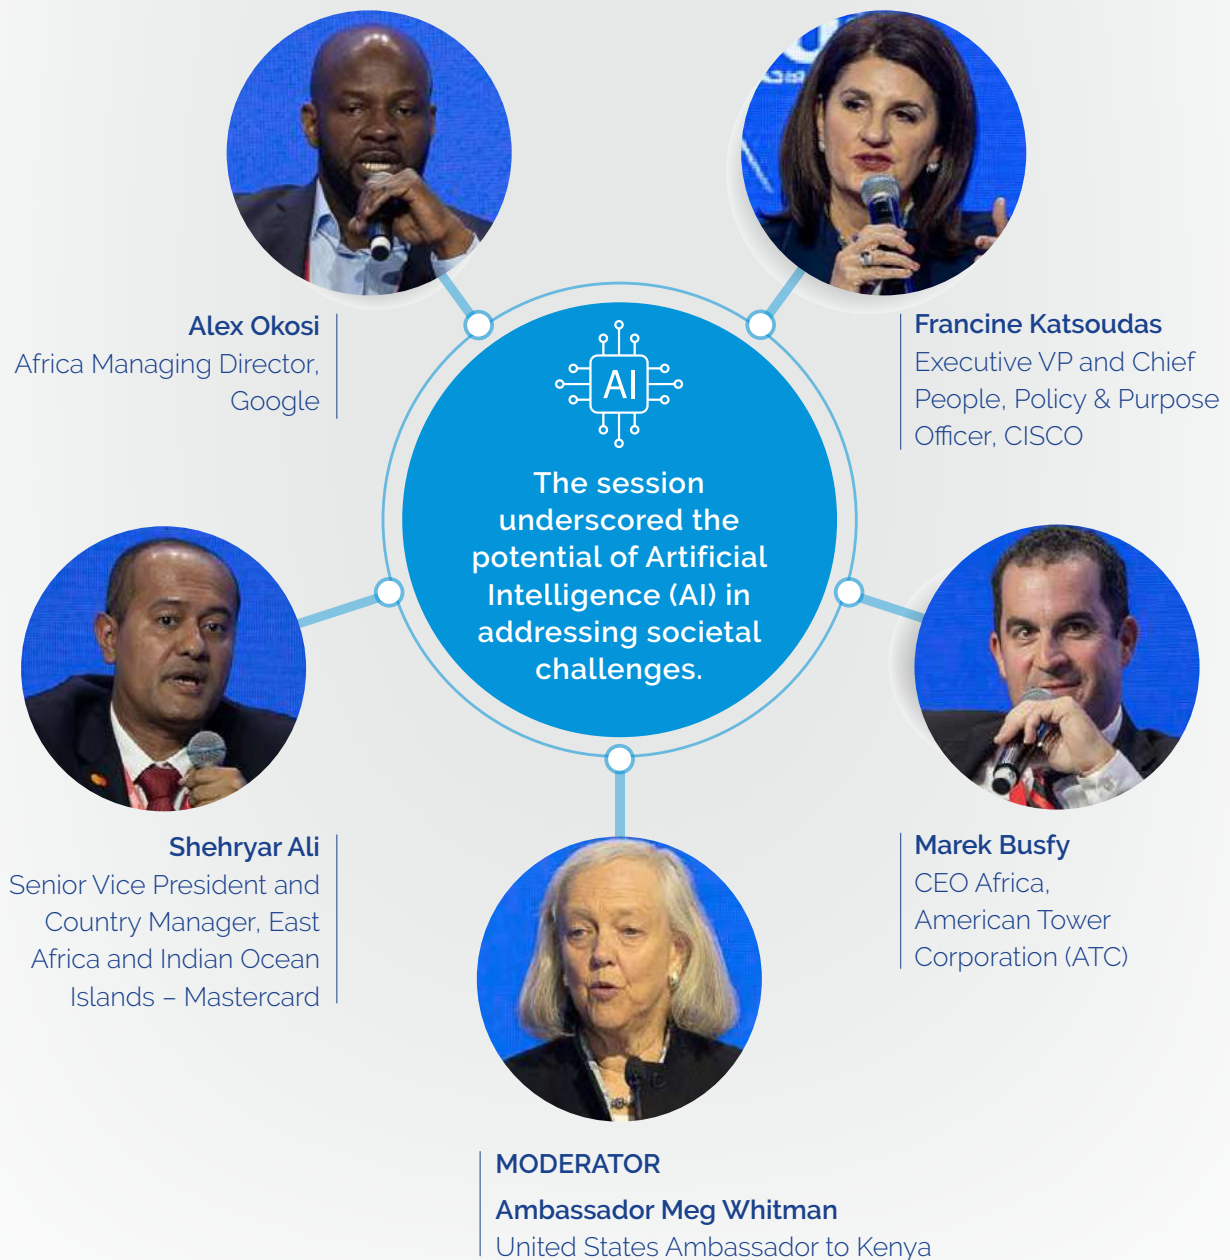 Alex Okosi
Africa Managing Director,
Google
Francine Katsoudas
Executive VP and Chief
People, Policy & Purpose
Officer, CISCO
AI
The session
underscored the
potential of Artificial
Intelligence (AI) in
addressing societal
challenges.
Shehryar Ali
Senior Vice President and
Country Manager, East
Africa and Indian Ocean
Islands – Mastercard
Marek Busfy
CEO Africa,
American Tower
Corporation (ATC)
MODERATOR
Ambassador Meg Whitman
United States Ambassador to Kenya